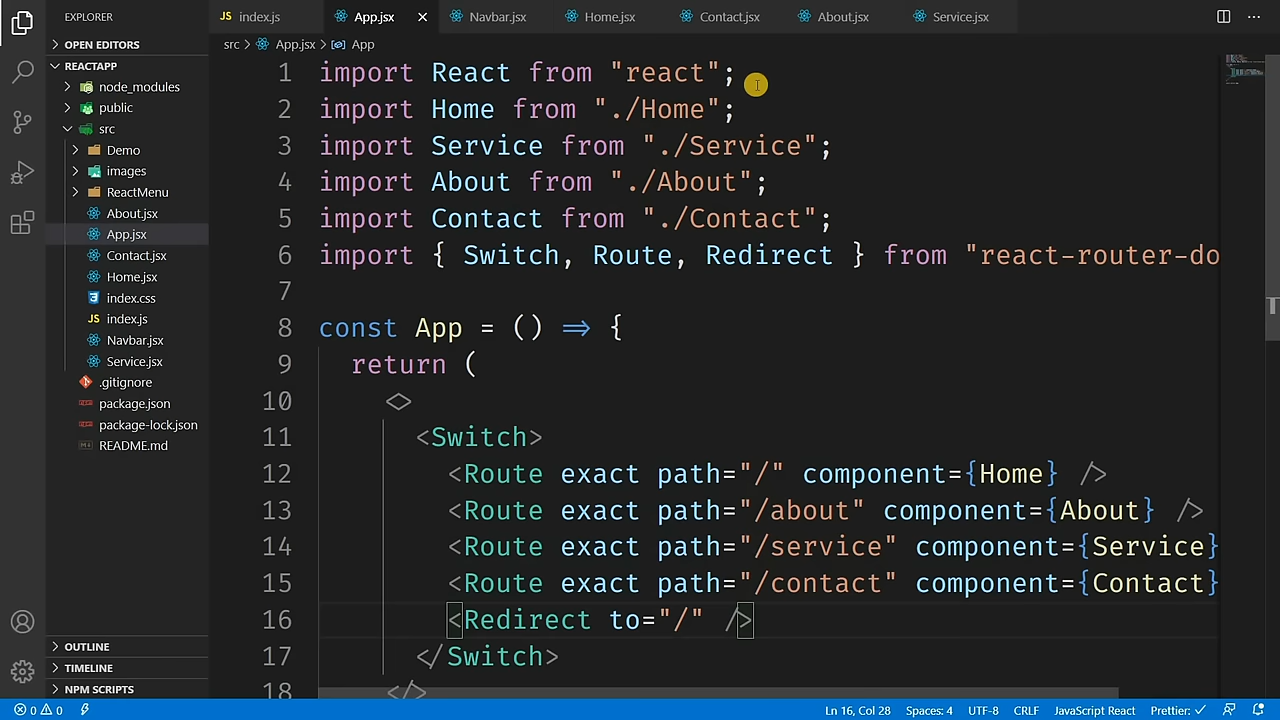 EXPLORER
JS index.js
App.jsx
Navbar.jsx
Home.jsx
Contact.jsx
About.jsx
Service.jsx
OPEN EDITORS
src > App.jsx > App
REACTAPP
node_modules
public
src
Demo
images
ReactMenu
About.jsx
App.jsx
Contact.jsx
Home.jsx
index.css
JS index.js
Navbar.jsx
Service.jsx
.gitignore
package.json
package-lock.json
README.md
OUTLINE
TIMELINE
NPM SCRIPTS
1 import React from "react";
2 import Home from "./Home";
3 import Service from "./Service";
4 import About from "./About";
5 import Contact from "./Contact";
6 import { Switch, Route, Redirect } from "react-router-do
7
8 const App = () => {
9 return (
10 <>
11 <Switch>
12 <Route exact path="/" component={Home} />
13 <Route exact path="/about" component={About} />
14 <Route exact path="/service" component={Service}
15 <Route exact path="/contact" component={Contact}
16 <Redirect to="/" />
17 </Switch>
18 </>
0 0
Ln 16, Col 28
Spaces: 4
UTF-8
CRLF
JavaScript React
Prettier: ✓